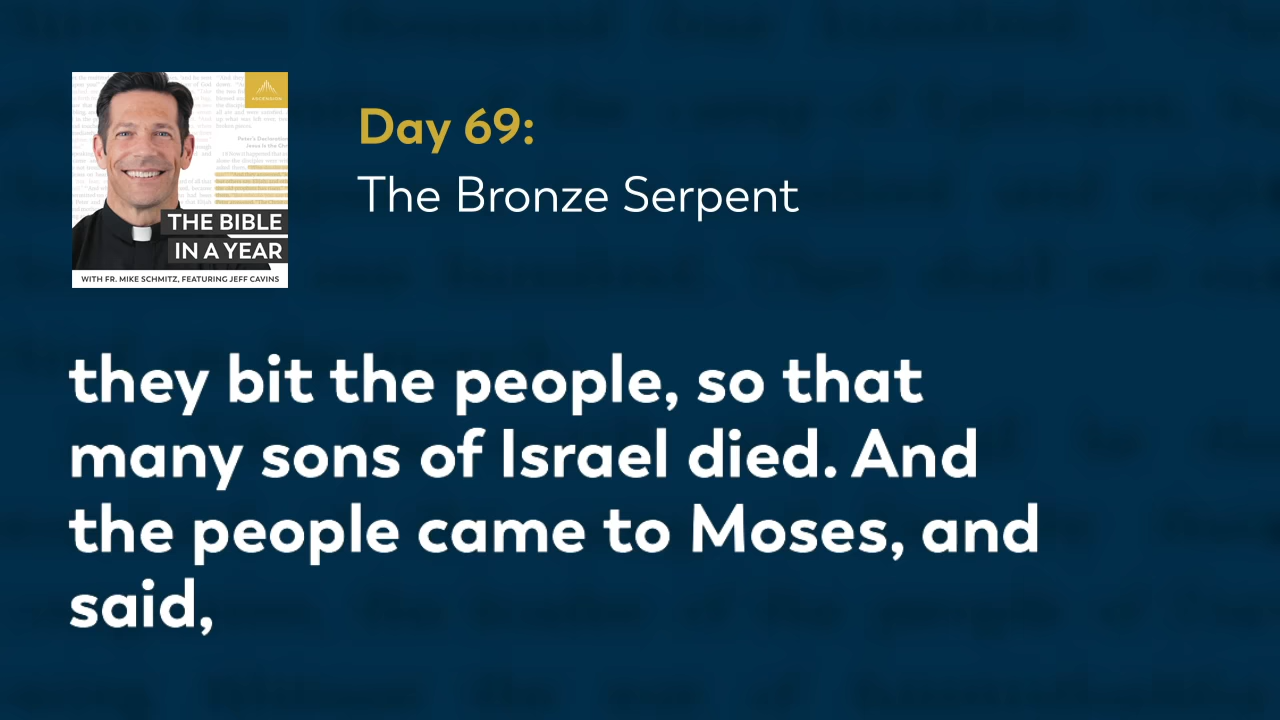 ASCENSION
THE BIBLE
IN A YEAR
WITH FR. MIKE SCHMITZ, FEATURING JEFF CAVINS
Day 69:
The Bronze Serpent
they bit the people, so that
many sons of Israel died. And
the people came to Moses, and
said,